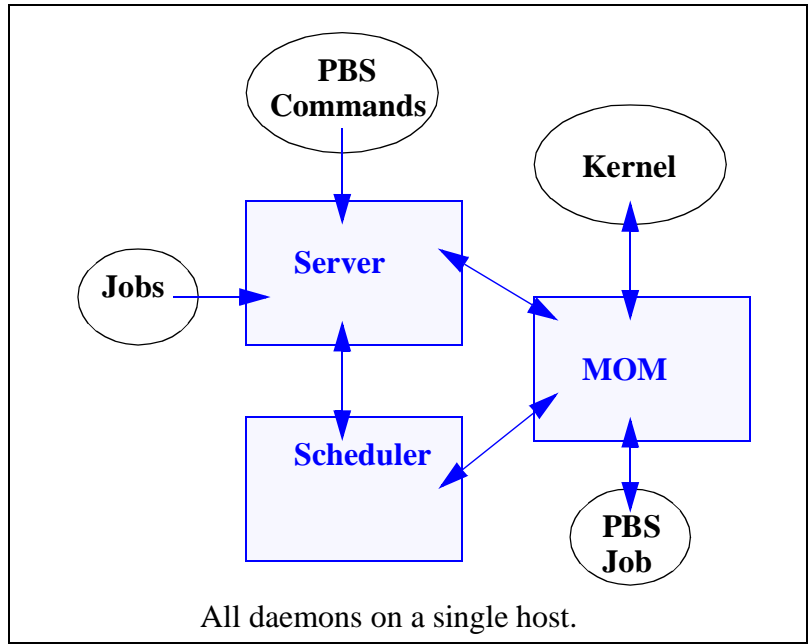 PBS
Commands
Kernel
Server
Jobs
MOM
Scheduler
PBS
Job
All daemons on a single host.